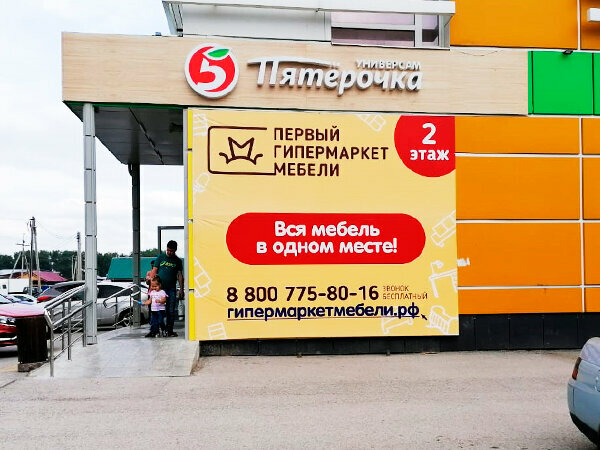 УНИВЕРСАМ
5 Пятёрочка
ПЕРВЫЙ
ГИПЕРМАРКЕТ
МЕБЕЛИ
2
этаж
Вся мебель
в одном месте!
8 800 775-80-16 ЗВОНОК БЕСПЛАТНЫЙ
гипермаркетмебели.рф